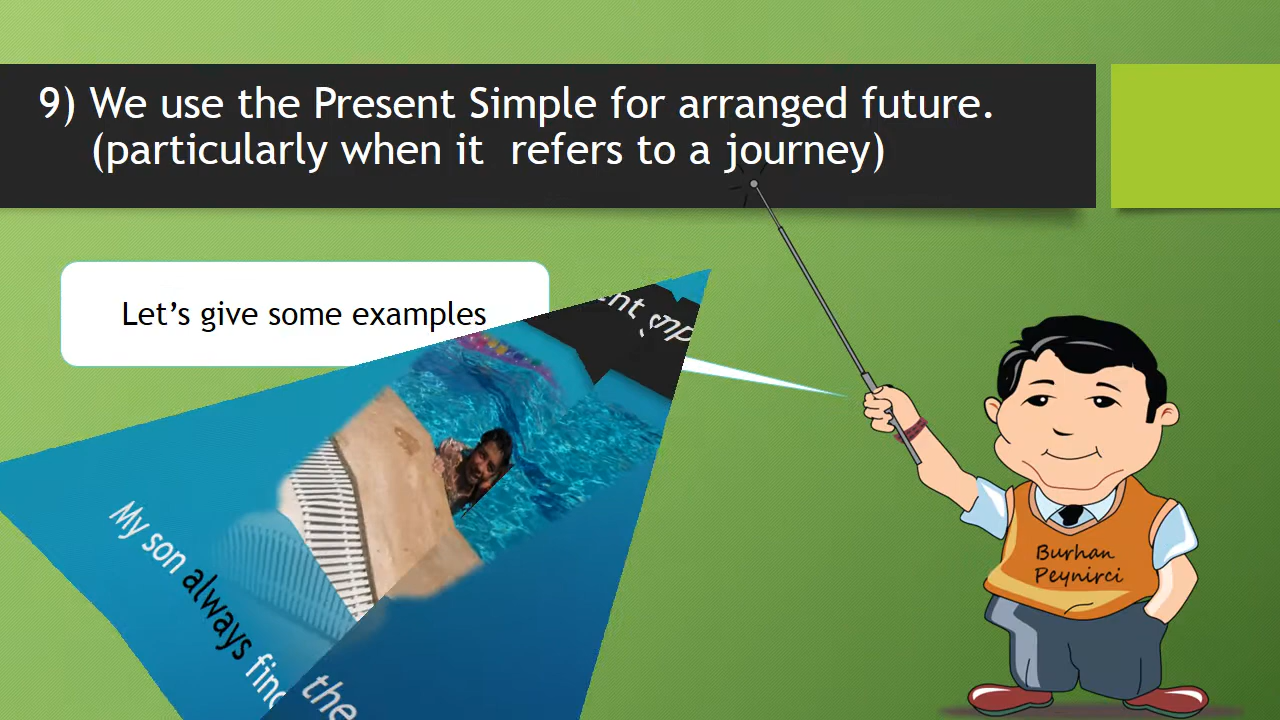 9) We use the Present Simple for arranged future.
(particularly when it refers to a journey)
Let's give some examples
My son always
the
Burhan
Peynirci